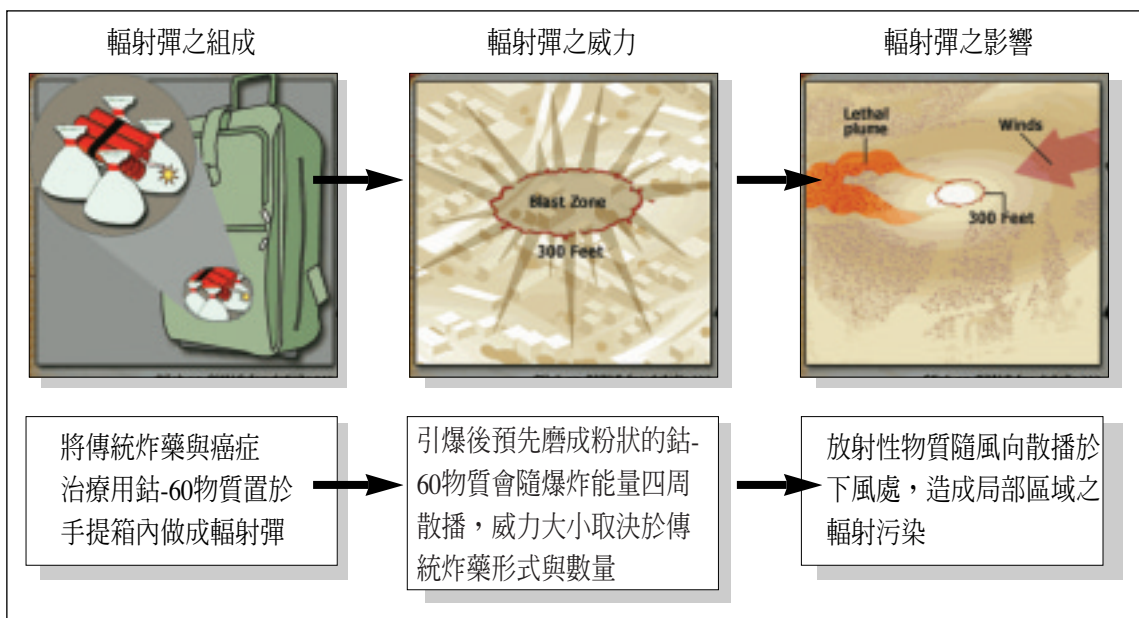 輻射彈之組成
輻射彈之威力
輻射彈之影響
Blast Zone
300 Feet
Lethal
plume
Winds
300 Feet
將傳統炸藥與癌症
治療用鈷-60物質置於
手提箱內做成輻射彈
引爆後預先磨成粉狀的鈷-
60物質會隨爆炸能量四周
散播，威力大小取決於傳
統炸藥形式與數量
放射性物質隨風向散播於
下風處，造成局部區域之
輻射污染